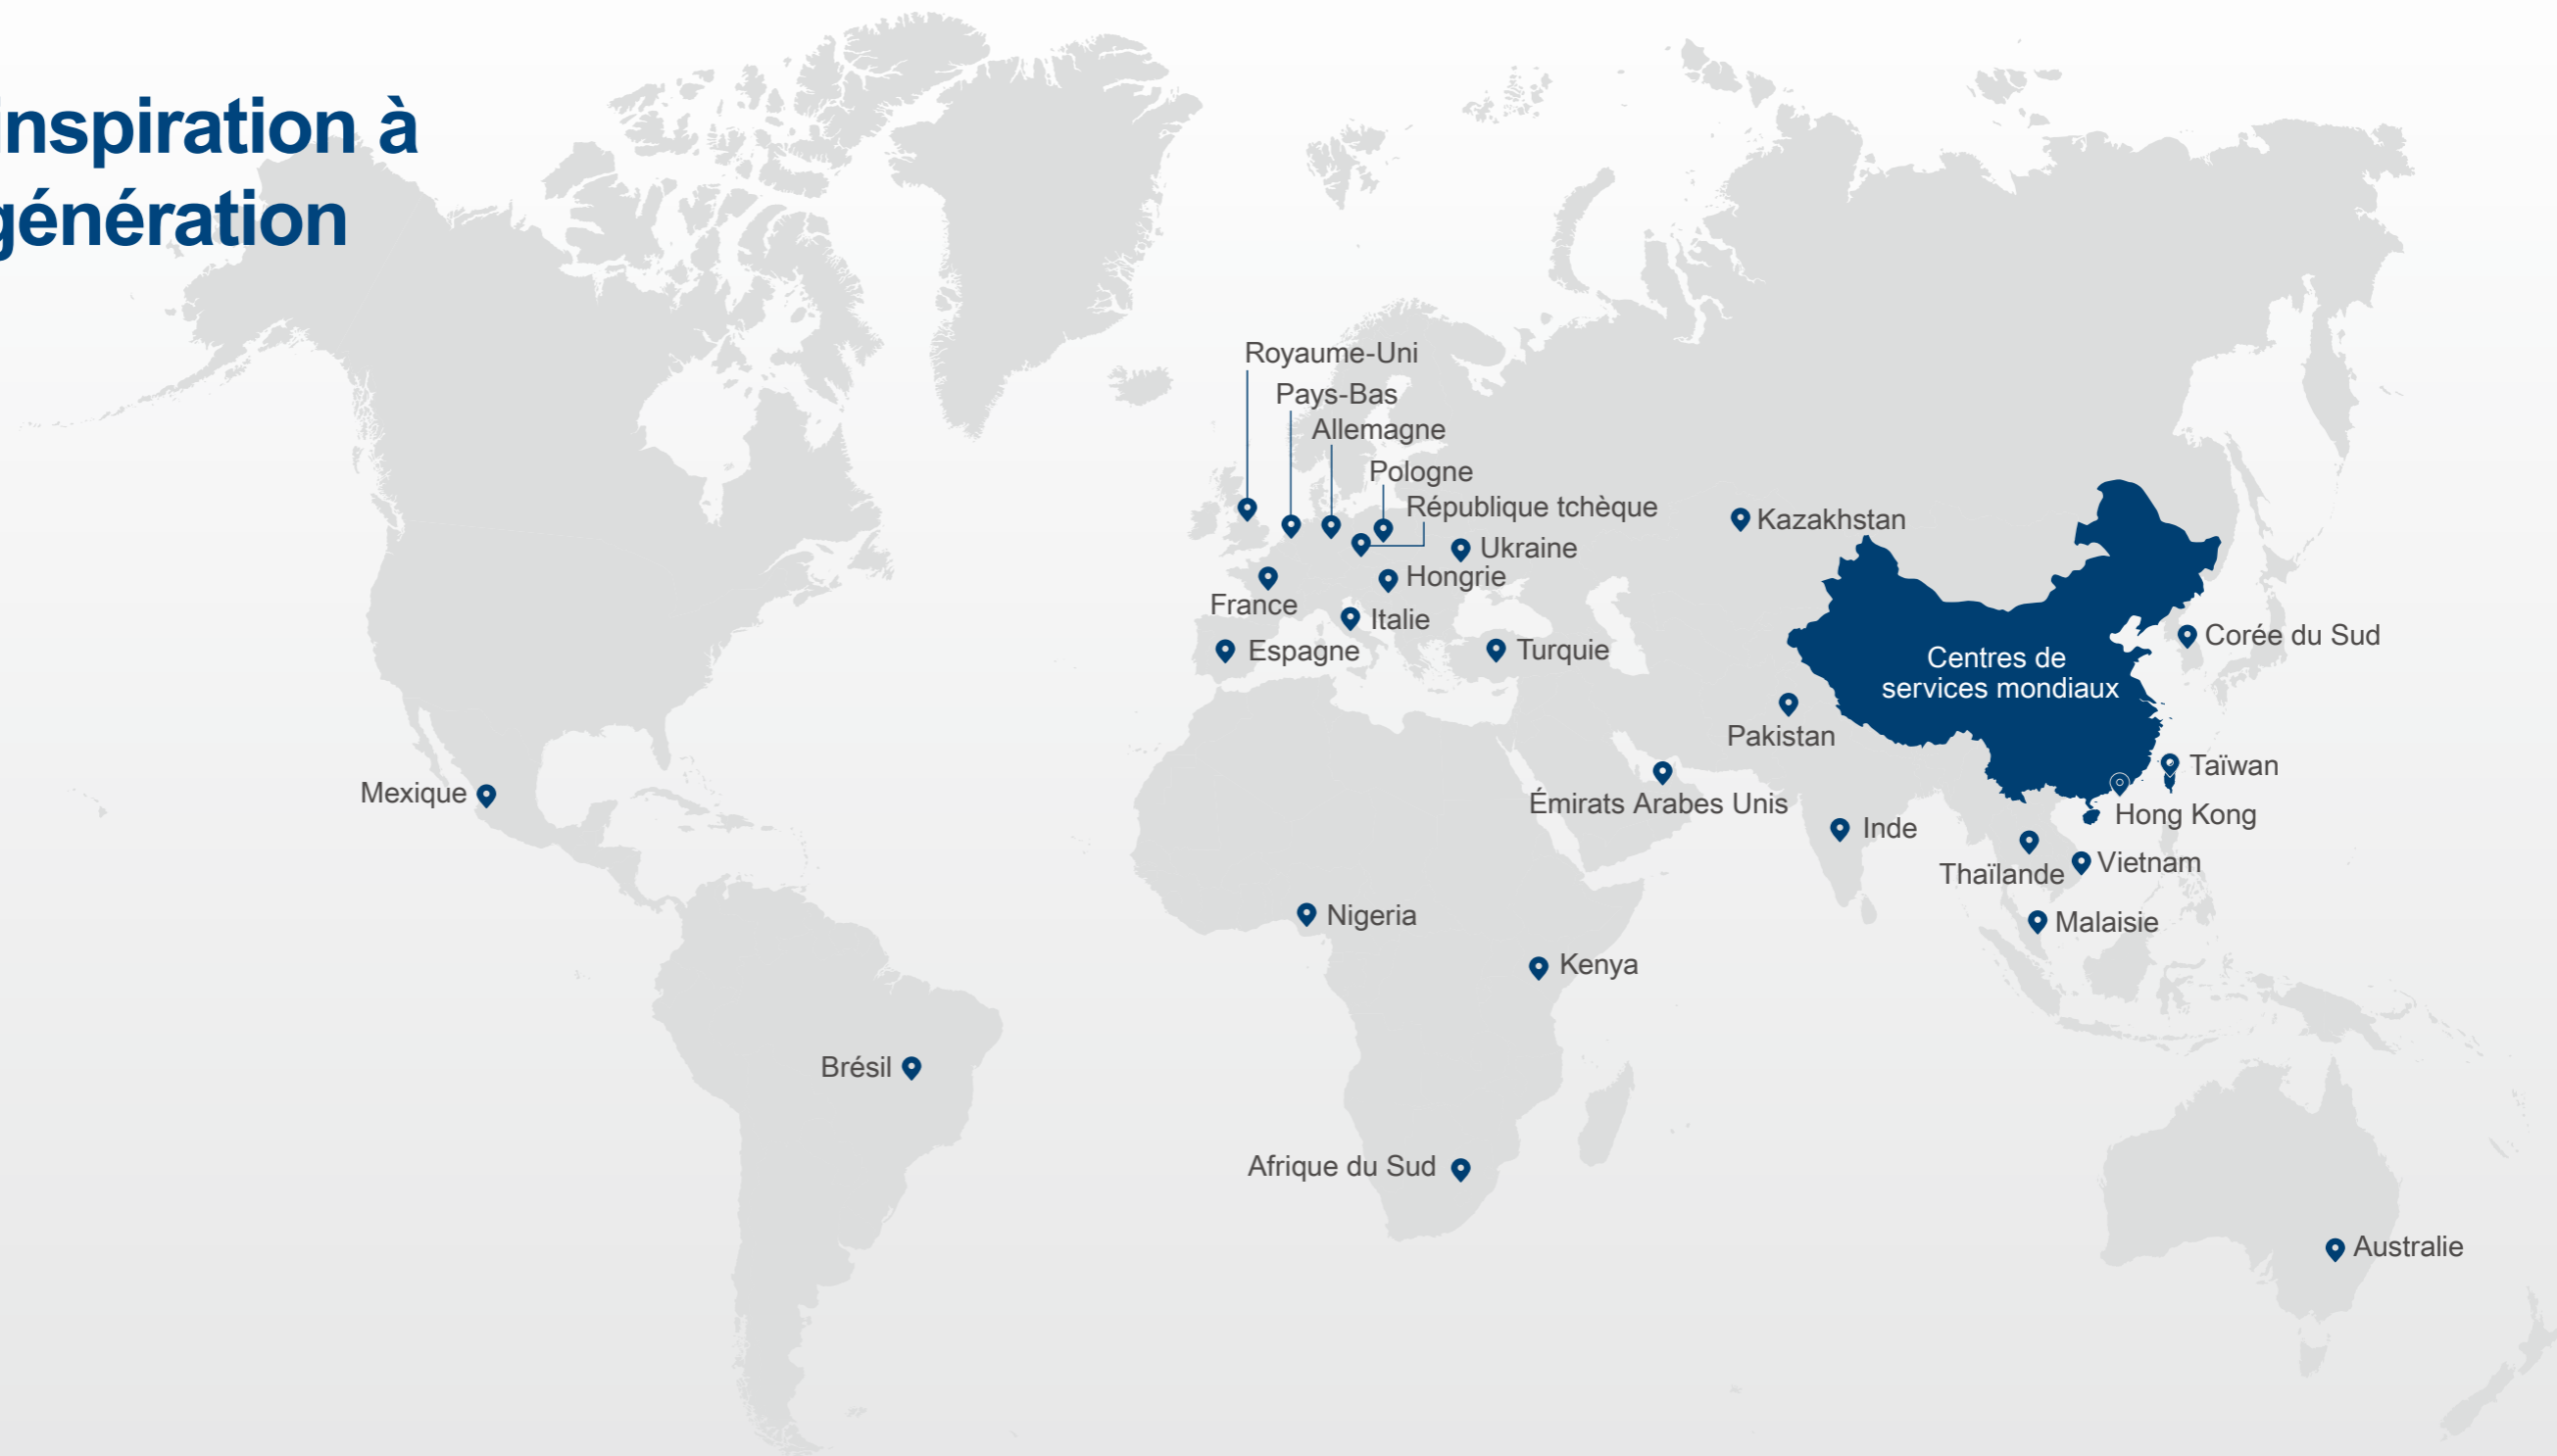 inspiration à
génération
Royaume-Uni
Pays-Bas
Allemagne
Pologne
République tchèque
Kazakhstan
Ukraine
Hongrie
France
Italie
Espagne
Turquie
Corée du Sud
Centres de
services mondiaux
Pakistan
Taïwan
Mexique
Émirats Arabes Unis
Hong Kong
Inde
Vietnam
Thaïlande
Nigeria
Malaisie
Kenya
Brésil
Afrique du Sud
Australie